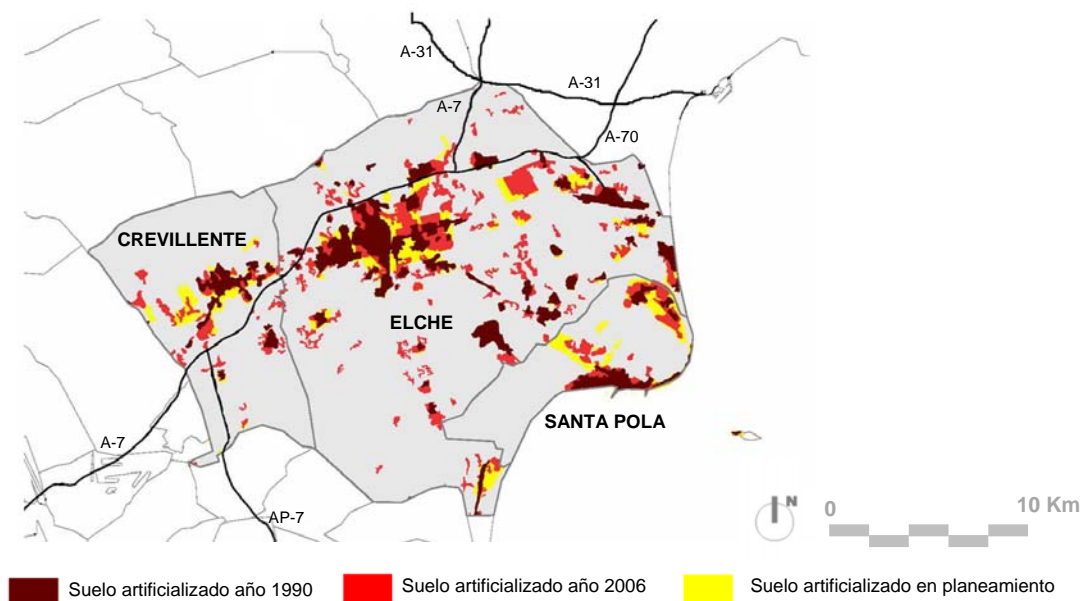 A-31
A-31
A-7
A-70
CREVILLENTE
ELCHE
SANTA POLA
A-7
AP-7
N
0 10 Km
Suelo artificializado año 1990 Suelo artificializado año 2006 Suelo artificializado en planeamiento